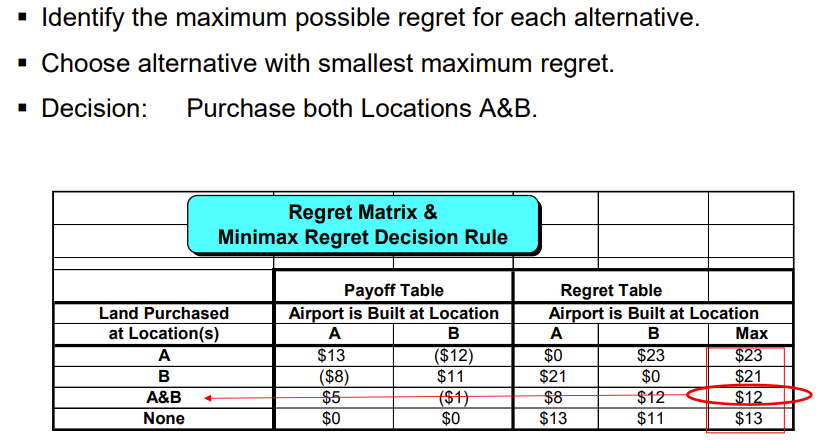 ▪ Identify the maximum possible regret for each alternative.
▪ Choose alternative with smallest maximum regret.
▪ Decision: Purchase both Locations A&B.
Regret Matrix &
Minimax Regret Decision Rule
Payoff Table Regret Table
Land Purchased Airport is Built at Location Airport is Built at Location
at Location(s) A B A B Max
A $13 ($12) $0 $23 $23
B ($8) $11 $21 $0 $21
A&B $5 ($1) $8 $12 $12
None $0 $0 $13 $11 $13